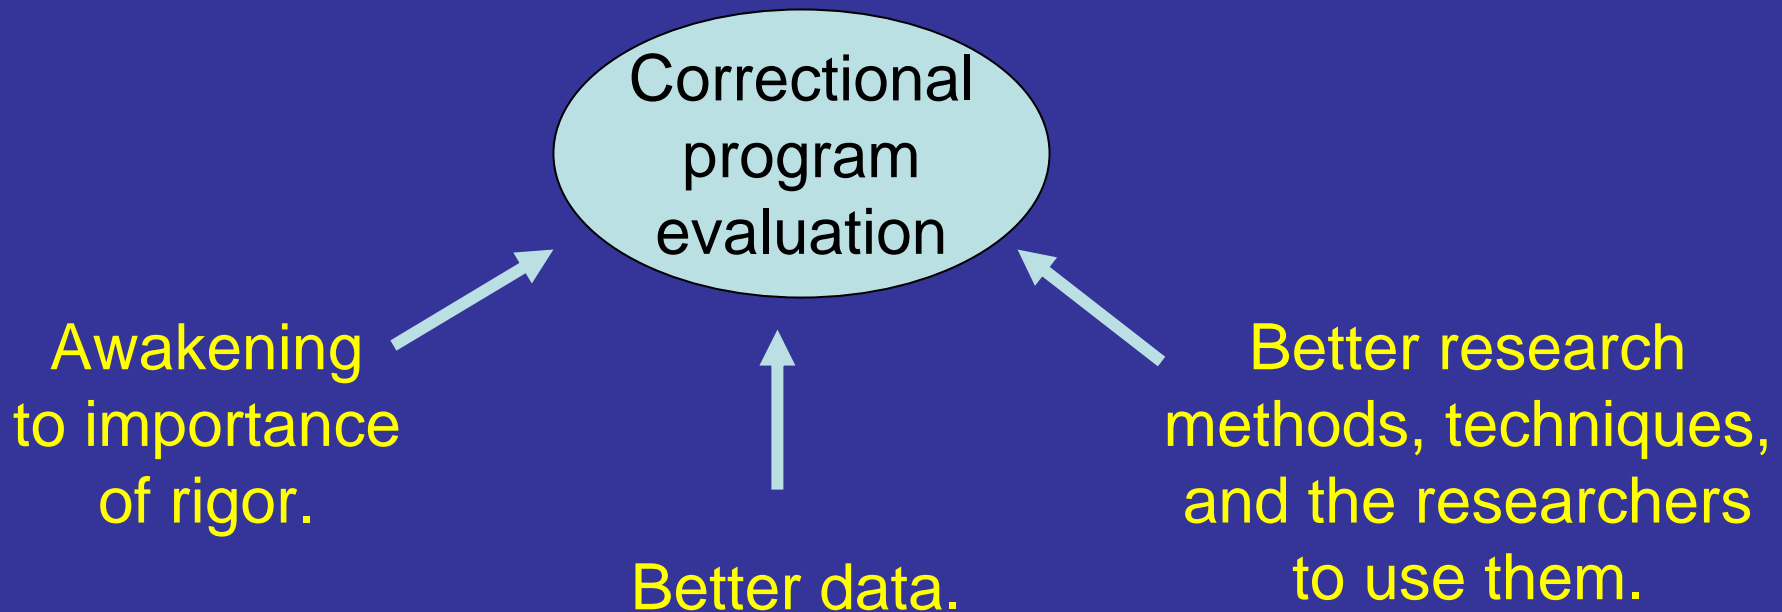 Correctional
program
evaluation
Awakening
to importance
of rigor.
Better data.
Better research
methods, techniques,
and the researchers
to use them.